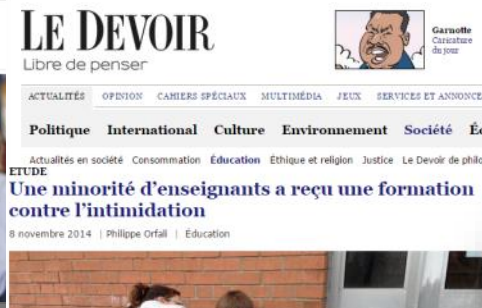 LE DEVOIR
Libre de penser
Garnotte
Caricature
du jour
ACTUALITÉS OPINION CAHIERS SPÉCIAUX MULTIMÉDIA JEUX SERVICES ET ANNONCE
Politique International Culture Environnement Société É
Actualités en société Consommation Éducation Éthique et religion Justice Le Devoir de philo
ETUDE
Une minorité d'enseignants a reçu une formation
contre l'intimidation
8 novembre 2014 | Philippe Orfali | Éducation